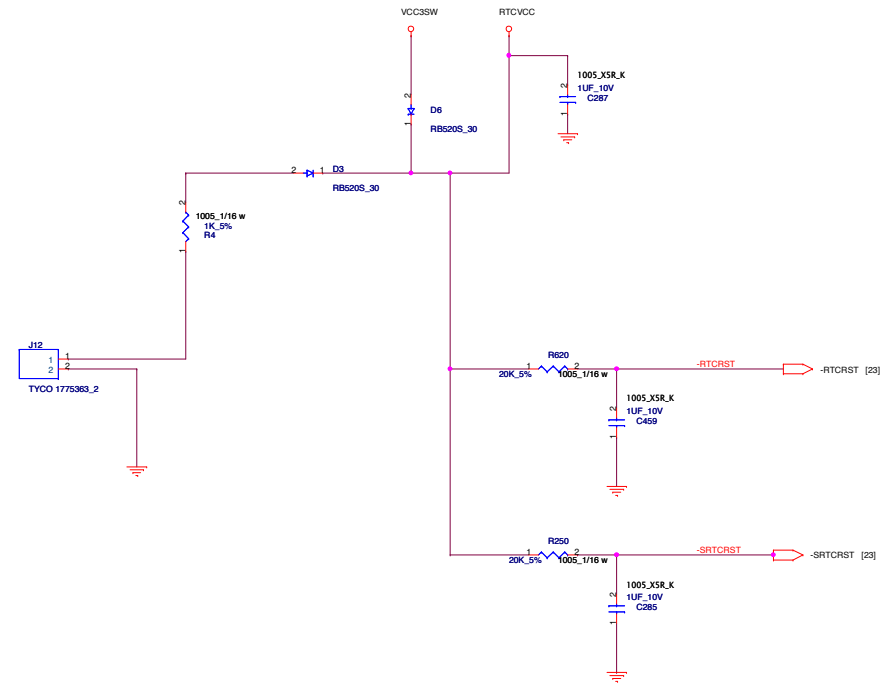 VCC3SW
RTCVCC
1005_X5R_K
2
1UF_10V
C287
1
2
D6
1
RB520S_30
2
1
D3
RB520S_30
2
1005_1/16 w
1K_5%
R4
1
J12
1
1
2
2
TYCO 1775363_2
R620
1
2
20K_5%
1005_1/16 w
-RTCRST
-RTCRST [23]
1005_X5R_K
2
1UF_10V
C459
1
R250
1
2
20K_5%
1005_1/16 w
-SRTCRST
-SRTCRST [23]
1005_X5R_K
2
1UF_10V
C285
1